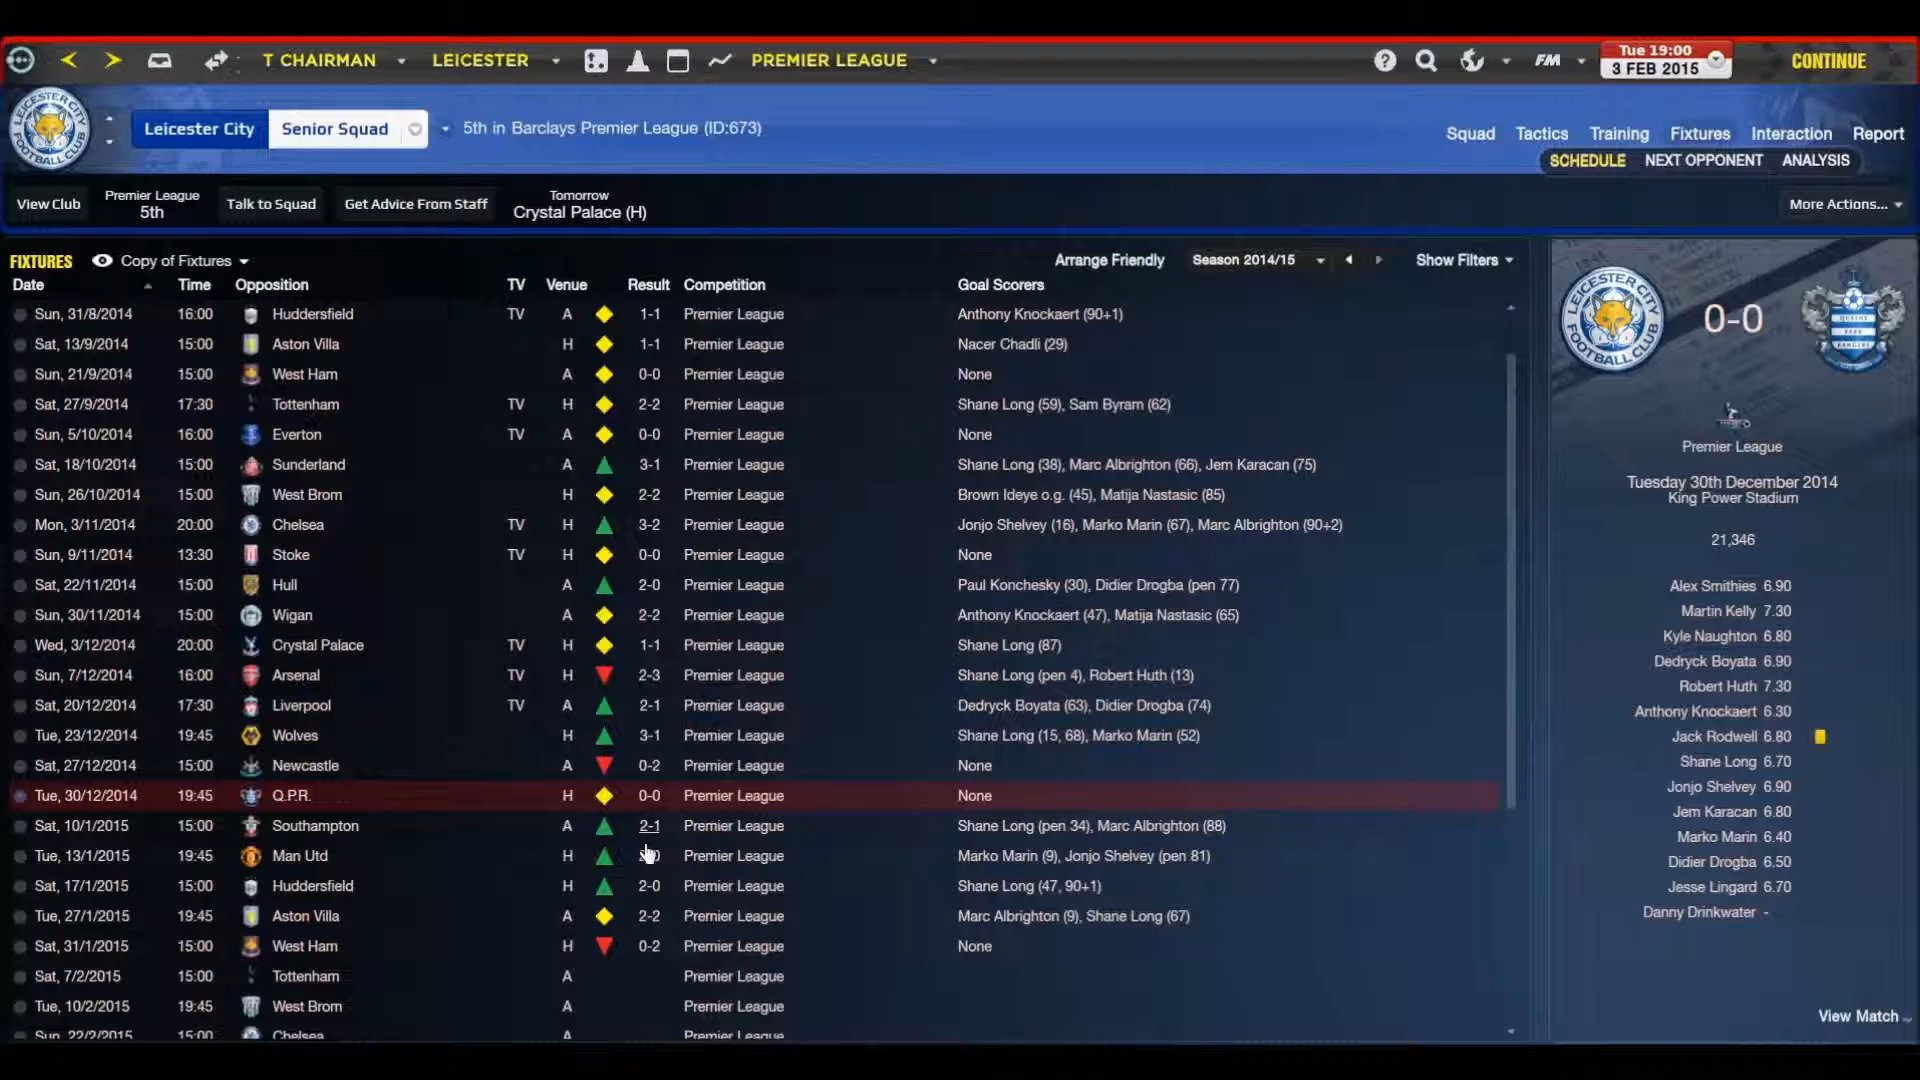 T CHAIRMAN LEICESTER PREMIER LEAGUE FM Tue 19:00 3 FEB 2015 CONTINUE
Leicester City Senior Squad 5th in Barclays Premier League (ID:673) Squad Tactics Training Fixtures Interaction Report
SCHEDULE NEXT OPPONENT ANALYSIS
View Club Premier League 5th Talk to Squad Get Advice From Staff Tomorrow Crystal Palace (H) More Actions...
FIXTURES Copy of Fixtures Arrange Friendly Season 2014/15 Show Filters
Date Time Opposition TV Venue Result Competition Goal Scorers
Sun, 31/8/2014 16:00 Huddersfield TV A 1-1 Premier League Anthony Knockaert (90+1)
Sat, 13/9/2014 15:00 Aston Villa H 1-1 Premier League Nacer Chadli (29)
Sun, 21/9/2014 15:00 West Ham A 0-0 Premier League None
Sat, 27/9/2014 17:30 Tottenham TV H 2-2 Premier League Shane Long (59), Sam Byram (62)
Sun, 5/10/2014 16:00 Everton TV A 0-0 Premier League None
Sat, 18/10/2014 15:00 Sunderland A 3-1 Premier League Shane Long (38), Marc Albrighton (66), Jem Karacan (75)
Sun, 26/10/2014 15:00 West Brom H 2-2 Premier League Brown Ideye o.g. (45), Matija Nastasic (85)
Mon, 3/11/2014 20:00 Chelsea TV H 3-2 Premier League Jonjo Shelvey (16), Marko Marin (67), Marc Albrighton (90+2)
Sun, 9/11/2014 13:30 Stoke TV H 0-0 Premier League None
Sat, 22/11/2014 15:00 Hull A 2-0 Premier League Paul Konchesky (30), Didier Drogba (pen 77)
Sun, 30/11/2014 15:00 Wigan A 2-2 Premier League Anthony Knockaert (47), Matija Nastasic (65)
Wed, 3/12/2014 20:00 Crystal Palace TV H 1-1 Premier League Shane Long (87)
Sun, 7/12/2014 16:00 Arsenal TV H 2-3 Premier League Shane Long (pen 4), Robert Huth (13)
Sat, 20/12/2014 17:30 Liverpool TV A 2-1 Premier League Dedryck Boyata (63), Didier Drogba (74)
Tue, 23/12/2014 19:45 Wolves H 3-1 Premier League Shane Long (15, 68), Marko Marin (52)
Sat, 27/12/2014 15:00 Newcastle A 0-2 Premier League None
Tue, 30/12/2014 19:45 Q.P.R. H 0-0 Premier League None
Sat, 10/1/2015 15:00 Southampton A 2-1 Premier League Shane Long (pen 34), Marc Albrighton (88)
Tue, 13/1/2015 19:45 Man Utd H Premier League Marko Marin (9), Jonjo Shelvey (pen 81)
Sat, 17/1/2015 15:00 Huddersfield H 2-0 Premier League Shane Long (47, 90+1)
Tue, 27/1/2015 19:45 Aston Villa A 2-2 Premier League Marc Albrighton (9), Shane Long (67)
Sat, 31/1/2015 15:00 West Ham H 0-2 Premier League None
Sat, 7/2/2015 15:00 Tottenham A Premier League
Tue, 10/2/2015 19:45 West Brom A Premier League
Sun, 22/2/2015 15:00 Chelsea A Premier League
0-0
Premier League
Tuesday 30th December 2014
King Power Stadium
21,346
Alex Smithies 6.90
Martin Kelly 7.30
Kyle Naughton 6.80
Dedryck Boyata 6.90
Robert Huth 7.30
Anthony Knockaert 6.30
Jack Rodwell 6.80
Shane Long 6.70
Jonjo Shelvey 6.90
Jem Karacan 6.80
Marko Marin 6.40
Didier Drogba 6.50
Jesse Lingard 6.70
Danny Drinkwater -
View Match